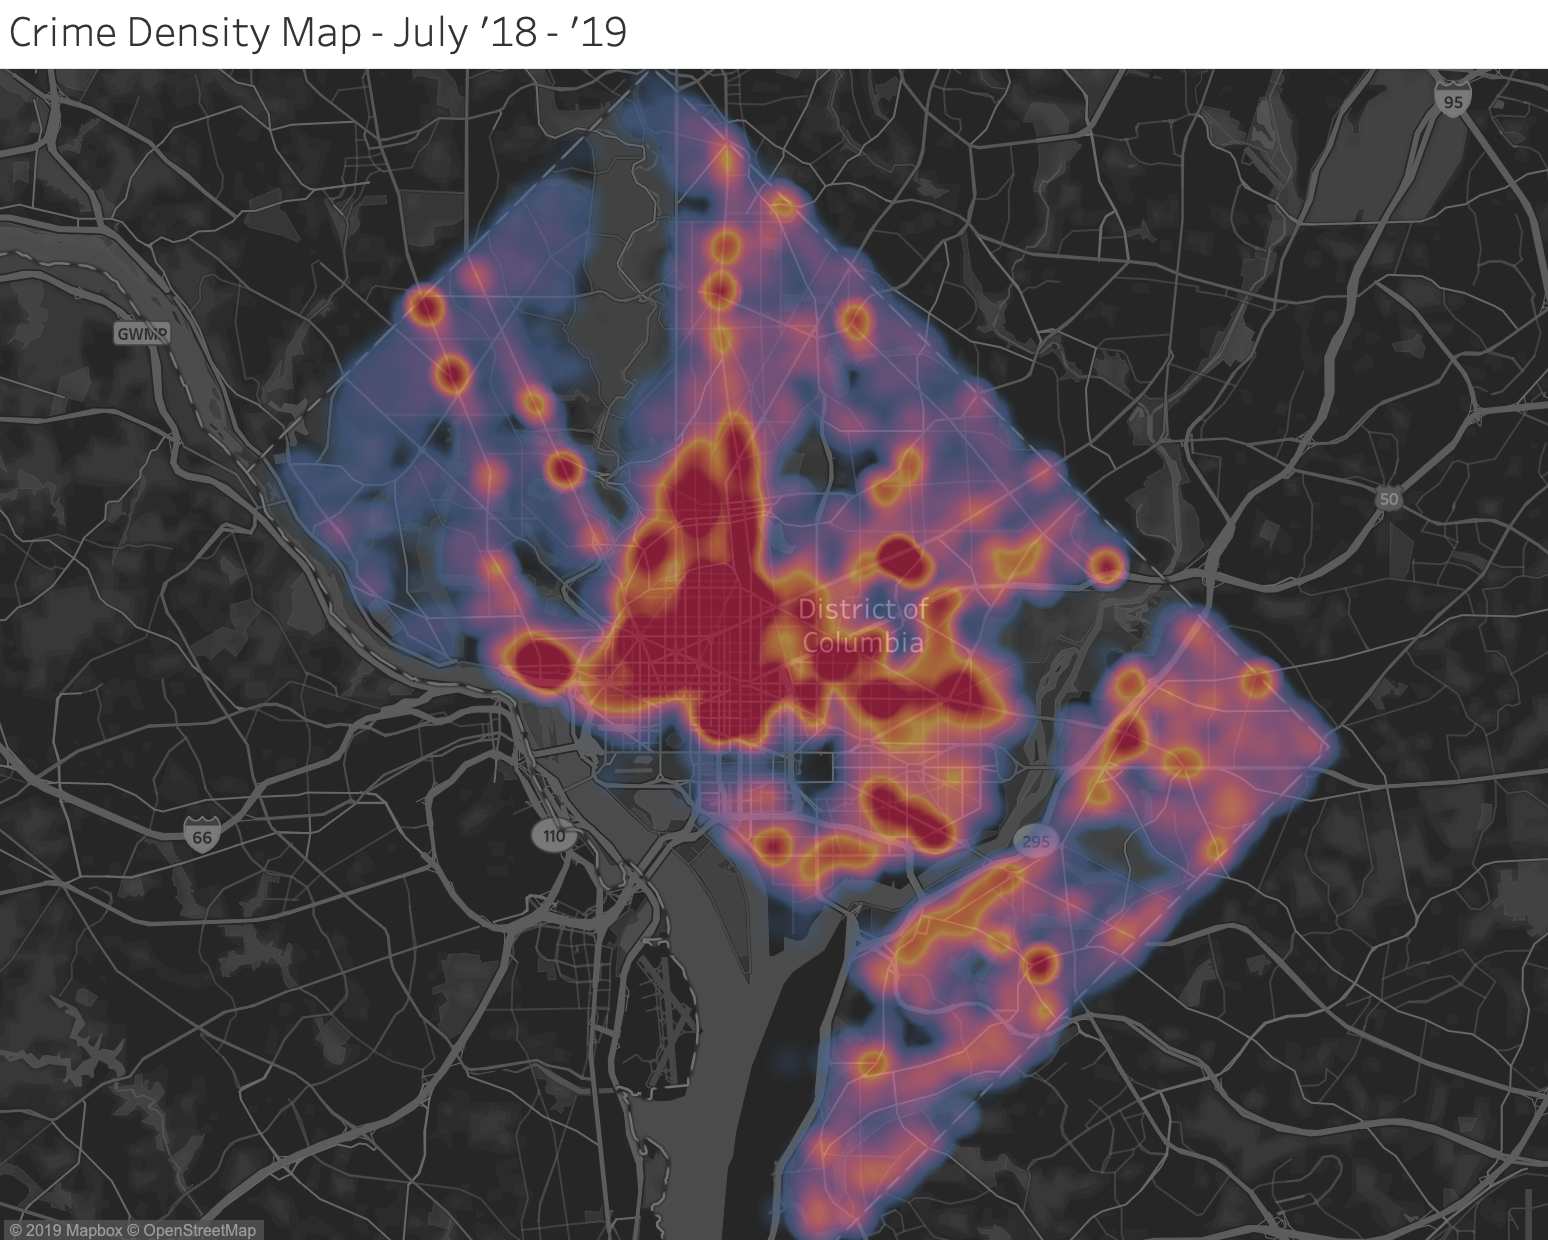 Crime Density Map - July ’18 - ’19
95
GWMP
50
District of
Columbia
66
110
295
© 2019 Mapbox © OpenStreetMap